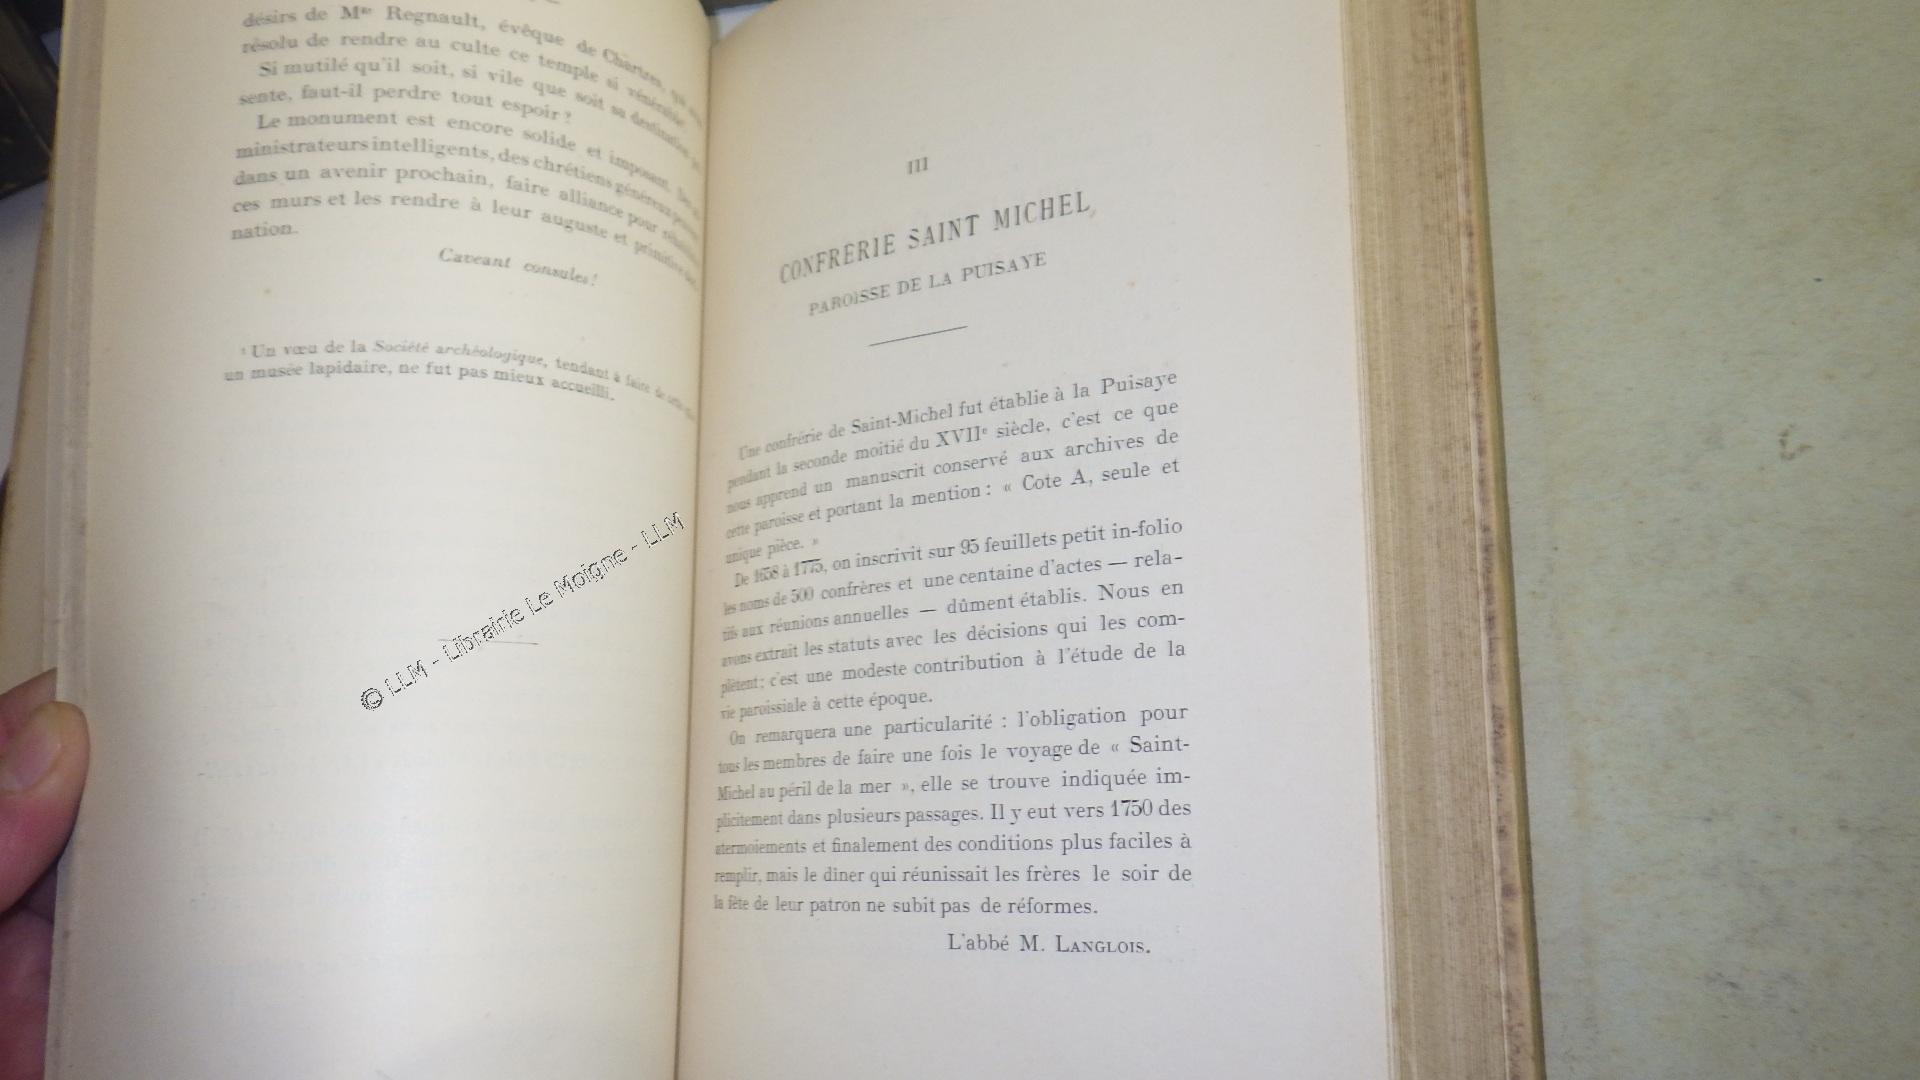 désirs de Mgr Regnault, évêque de Chartres, qui
résolu de rendre au culte ce temple si vénérable
Si mutilé qu'il soit, si vile que soit sa destination
sente, faut-il perdre tout espoir ?
Le monument est encore solide et imposant.
ministrateurs intelligents, des chrétiens généreux
dans un avenir prochain, faire alliance pour
ces murs et les rendre à leur auguste et primitive
nation.
Caveant consules !
¹ Un vœu de la Société archéologique, tendant à faire de cette
un musée lapidaire, ne fut pas mieux accueilli.
© LLM - Librairie Le Moigne - LLM
III
CONFRÉRIE SAINT MICHEL
PAROISSE DE LA PUISAYE
Une confrérie de Saint-Michel fut établie à la Puisaye
pendant la seconde moitié du XVIIe siècle, c'est ce que
nous apprend un manuscrit conservé aux archives de
cette paroisse et portant la mention : « Cote A, seule et
unique pièce. »
De 1658 à 1775, on inscrivit sur 95 feuillets petit in-folio
les noms de 500 confrères et une centaine d'actes — rela-
tifs aux réunions annuelles — dûment établis. Nous en
avons extrait les statuts avec les décisions qui les com-
plètent ; c'est une modeste contribution à l'étude de la
vie paroissiale à cette époque.
On remarquera une particularité : l'obligation pour
tous les membres de faire une fois le voyage de « Saint-
Michel au péril de la mer », elle se trouve indiquée im-
plicitement dans plusieurs passages. Il y eut vers 1750 des
atermoiements et finalement des conditions plus faciles à
remplir, mais le dîner qui réunissait les frères le soir de
la fête de leur patron ne subit pas de réformes.
L'abbé M. LANGLOIS.